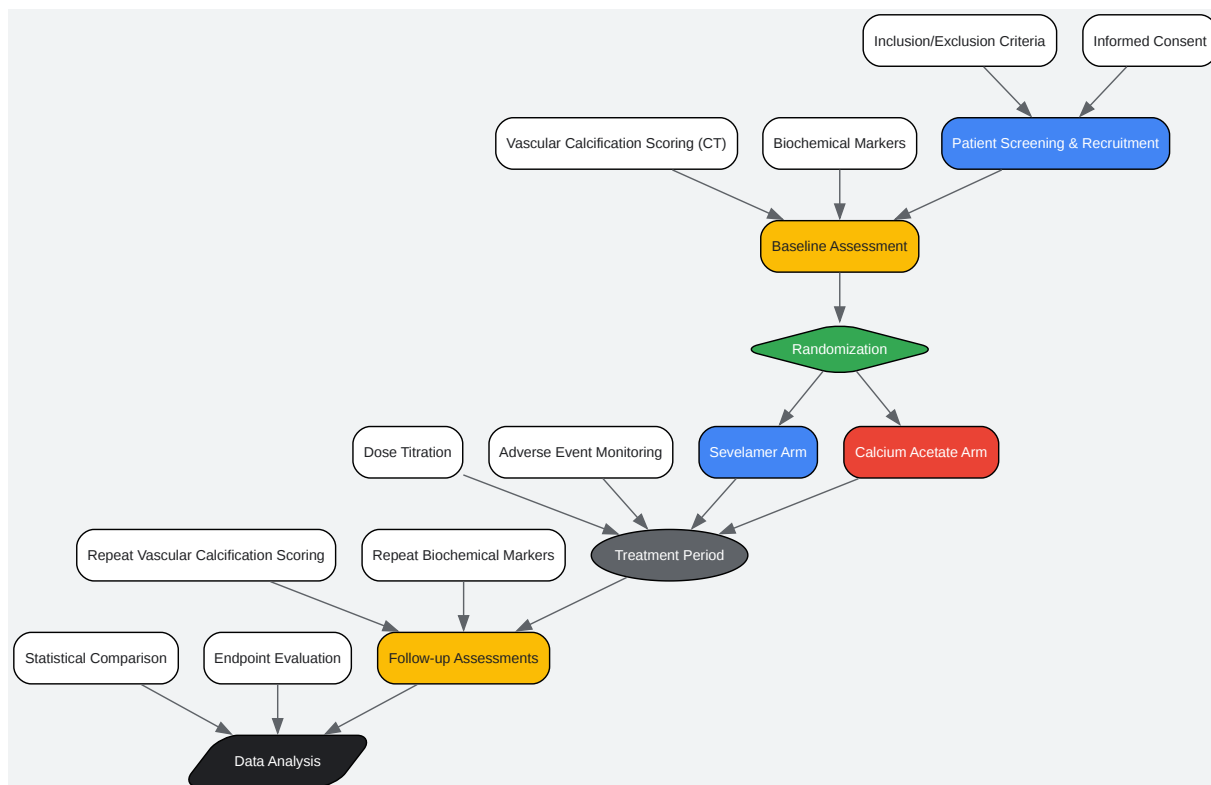 Inclusion/Exclusion Criteria
Informed Consent
Vascular Calcification Scoring (CT)
Biochemical Markers
Patient Screening & Recruitment
Baseline Assessment
Randomization
Dose Titration
Adverse Event Monitoring
Sevelamer Arm
Calcium Acetate Arm
Repeat Vascular Calcification Scoring
Repeat Biochemical Markers
Treatment Period
Statistical Comparison
Endpoint Evaluation
Follow-up Assessments
Data Analysis